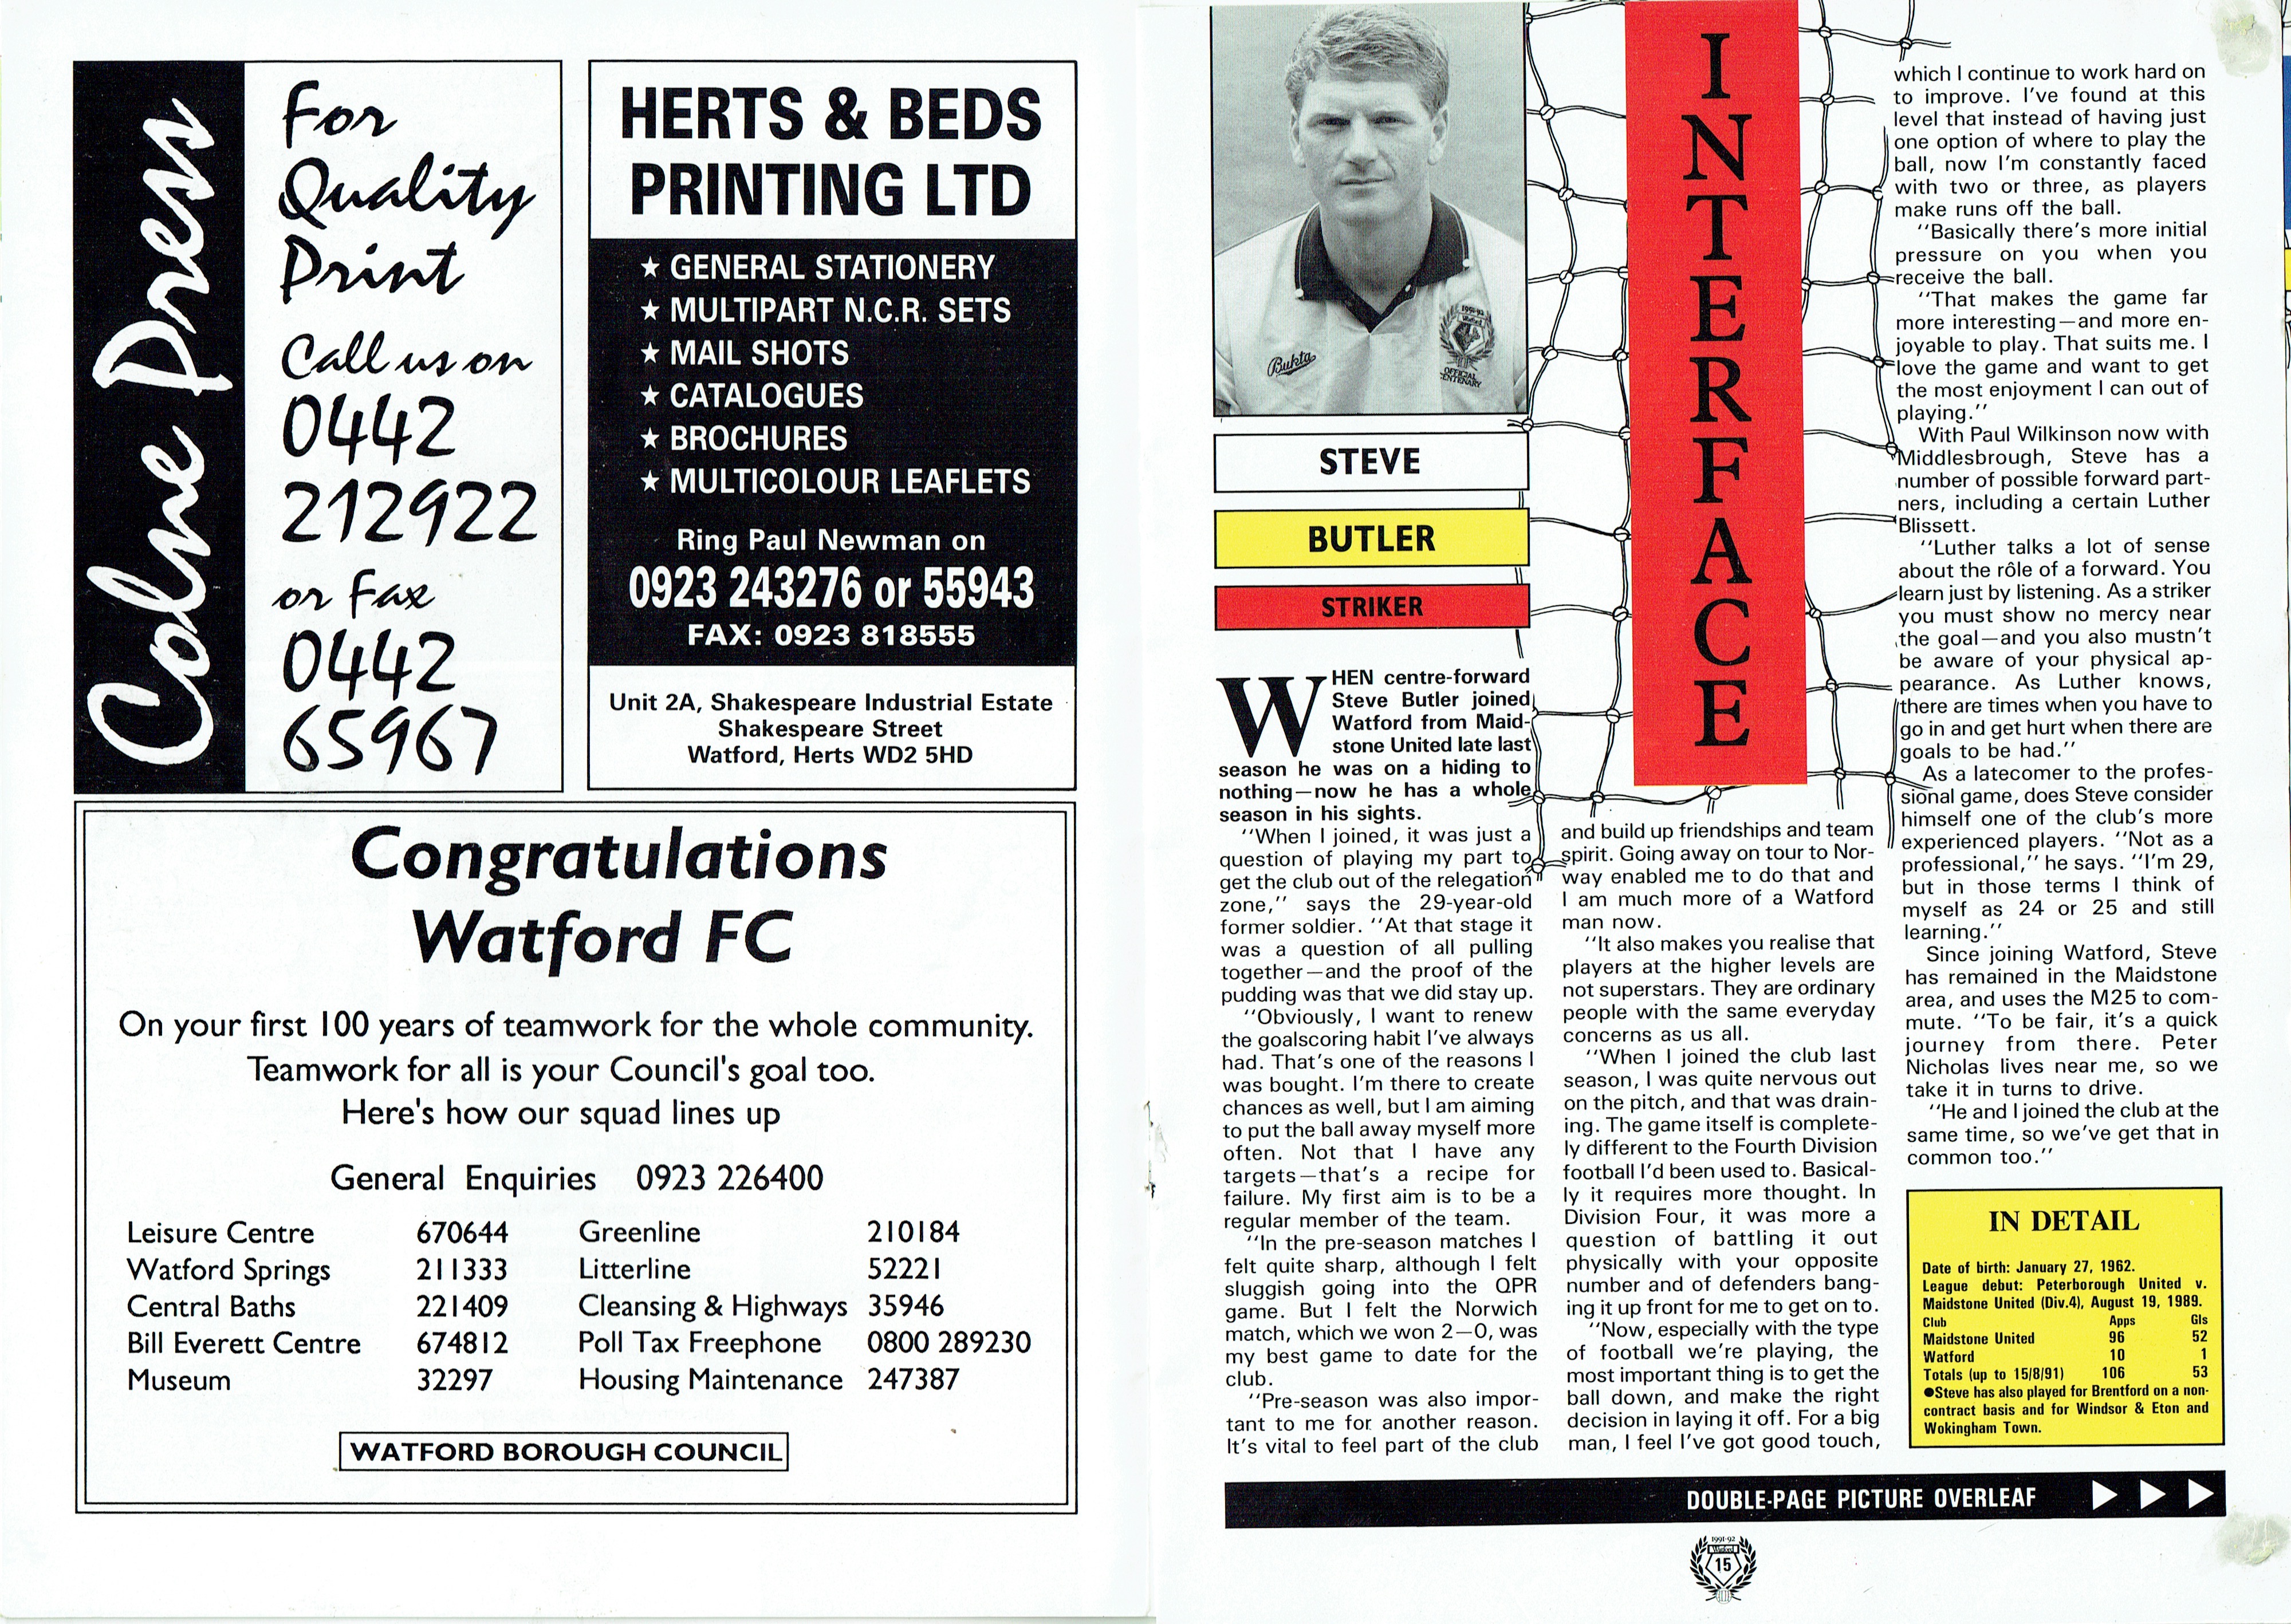 Colne Press
For
Quality
Print
Call us on
0442
212922
or Fax
0442
65967
HERTS & BEDS
PRINTING LTD
★ GENERAL STATIONERY
★ MULTIPART N.C.R. SETS
★ MAIL SHOTS
★ CATALOGUES
★ BROCHURES
★ MULTICOLOUR LEAFLETS
Ring Paul Newman on
0923 243276 or 55943
FAX: 0923 818555
Unit 2A, Shakespeare Industrial Estate
Shakespeare Street
Watford, Herts WD2 5HD
Congratulations
Watford FC
On your first 100 years of teamwork for the whole community.
Teamwork for all is your Council's goal too.
Here's how our squad lines up
General Enquiries 0923 226400
Leisure Centre 670644 Greenline 210184
Watford Springs 211333 Litterline 52221
Central Baths 221409 Cleansing & Highways 35946
Bill Everett Centre 674812 Poll Tax Freephone 0800 289230
Museum 32297 Housing Maintenance 247387
WATFORD BOROUGH COUNCIL
Bukta
1991-92
Watford
OFFICIAL
CENTENARY
STEVE
BUTLER
STRIKER
INTERFACE
WHEN centre-forward
Steve Butler joined
Watford from Maid-
stone United late last
season he was on a hiding to
nothing—now he has a whole
season in his sights.
"When I joined, it was just a
question of playing my part to
get the club out of the relegation
zone," says the 29-year-old
former soldier. "At that stage it
was a question of all pulling
together—and the proof of the
pudding was that we did stay up.
"Obviously, I want to renew
the goalscoring habit I've always
had. That's one of the reasons I
was bought. I'm there to create
chances as well, but I am aiming
to put the ball away myself more
often. Not that I have any
targets—that's a recipe for
failure. My first aim is to be a
regular member of the team.
"In the pre-season matches I
felt quite sharp, although I felt
sluggish going into the QPR
game. But I felt the Norwich
match, which we won 2—0, was
my best game to date for the
club.
"Pre-season was also impor-
tant to me for another reason.
It's vital to feel part of the club
and build up friendships and team
spirit. Going away on tour to Nor-
way enabled me to do that and
I am much more of a Watford
man now.
"It also makes you realise that
players at the higher levels are
not superstars. They are ordinary
people with the same everyday
concerns as us all.
"When I joined the club last
season, I was quite nervous out
on the pitch, and that was drain-
ing. The game itself is complete-
ly different to the Fourth Division
football I'd been used to. Basical-
ly it requires more thought. In
Division Four, it was more a
question of battling it out
physically with your opposite
number and of defenders bang-
ing it up front for me to get on to.
"Now, especially with the type
of football we're playing, the
most important thing is to get the
ball down, and make the right
decision in laying it off. For a big
man, I feel I've got good touch,
which I continue to work hard on
to improve. I've found at this
level that instead of having just
one option of where to play the
ball, now I'm constantly faced
with two or three, as players
make runs off the ball.
"Basically there's more initial
pressure on you when you
receive the ball.
"That makes the game far
more interesting—and more en-
joyable to play. That suits me. I
love the game and want to get
the most enjoyment I can out of
playing."
With Paul Wilkinson now with
Middlesbrough, Steve has a
number of possible forward part-
ners, including a certain Luther
Blissett.
"Luther talks a lot of sense
about the rôle of a forward. You
learn just by listening. As a striker
you must show no mercy near
the goal—and you also mustn't
be aware of your physical ap-
pearance. As Luther knows,
there are times when you have to
go in and get hurt when there are
goals to be had."
As a latecomer to the profes-
sional game, does Steve consider
himself one of the club's more
experienced players. "Not as a
professional," he says. "I'm 29,
but in those terms I think of
myself as 24 or 25 and still
learning."
Since joining Watford, Steve
has remained in the Maidstone
area, and uses the M25 to com-
mute. "To be fair, it's a quick
journey from there. Peter
Nicholas lives near me, so we
take it in turns to drive.
"He and I joined the club at the
same time, so we've get that in
common too."
IN DETAIL
Date of birth: January 27, 1962.
League debut: Peterborough United v.
Maidstone United (Div.4), August 19, 1989.
Club Apps Gls
Maidstone United 96 52
Watford 10 1
Totals (up to 15/8/91) 106 53
●Steve has also played for Brentford on a non-
contract basis and for Windsor & Eton and
Wokingham Town.
DOUBLE-PAGE PICTURE OVERLEAF
1991-92
Watford
15